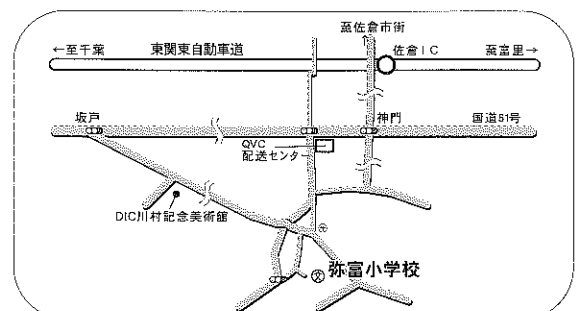 至佐倉市街
←至千葉
東関東自動車道
佐倉IC
至富里→
坂戸
神門
国道51号
QVC
配送センター
DIC川村記念美術館
〒
文 弥富小学校